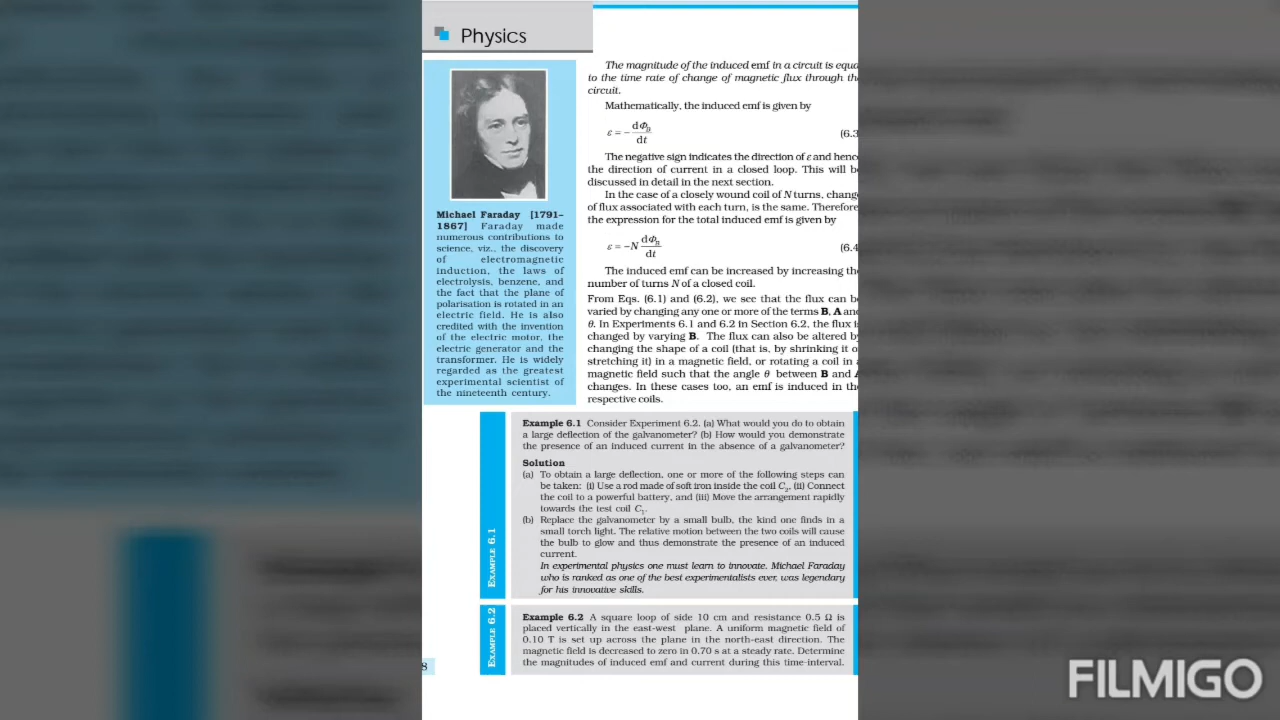 Physics
Michael Faraday [1791–
1867] Faraday made
numerous contributions to
science, viz., the discovery
of electromagnetic
induction, the laws of
electrolysis, benzene, and
the fact that the plane of
polarisation is rotated in an
electric field. He is also
credited with the invention
of the electric motor, the
electric generator and the
transformer. He is widely
regarded as the greatest
experimental scientist of
the nineteenth century.
The magnitude of the induced emf in a circuit is equa
to the time rate of change of magnetic flux through th
circuit.
Mathematically, the induced emf is given by
ε = − dΦB/dt (6.3
The negative sign indicates the direction of ε and henc
the direction of current in a closed loop. This will b
discussed in detail in the next section.
In the case of a closely wound coil of N turns, chang
of flux associated with each turn, is the same. Therefore
the expression for the total induced emf is given by
ε = −N dΦB/dt (6.4
The induced emf can be increased by increasing the
number of turns N of a closed coil.
From Eqs. (6.1) and (6.2), we see that the flux can b
varied by changing any one or more of the terms B, A an
θ. In Experiments 6.1 and 6.2 in Section 6.2, the flux i
changed by varying B. The flux can also be altered b
changing the shape of a coil (that is, by shrinking it o
stretching it) in a magnetic field, or rotating a coil in
magnetic field such that the angle θ between B and
changes. In these cases too, an emf is induced in th
respective coils.
EXAMPLE 6.1
Example 6.1 Consider Experiment 6.2. (a) What would you do to obtain
a large deflection of the galvanometer? (b) How would you demonstrate
the presence of an induced current in the absence of a galvanometer?
Solution
(a) To obtain a large deflection, one or more of the following steps can
be taken: (i) Use a rod made of soft iron inside the coil C2, (ii) Connect
the coil to a powerful battery, and (iii) Move the arrangement rapidly
towards the test coil C1.
(b) Replace the galvanometer by a small bulb, the kind one finds in a
small torch light. The relative motion between the two coils will cause
the bulb to glow and thus demonstrate the presence of an induced
current.
In experimental physics one must learn to innovate. Michael Faraday
who is ranked as one of the best experimentalists ever, was legendary
for his innovative skills.
EXAMPLE 6.2
Example 6.2 A square loop of side 10 cm and resistance 0.5 Ω is
placed vertically in the east-west plane. A uniform magnetic field of
0.10 T is set up across the plane in the north-east direction. The
magnetic field is decreased to zero in 0.70 s at a steady rate. Determine
the magnitudes of induced emf and current during this time-interval.
8
FILMIGO